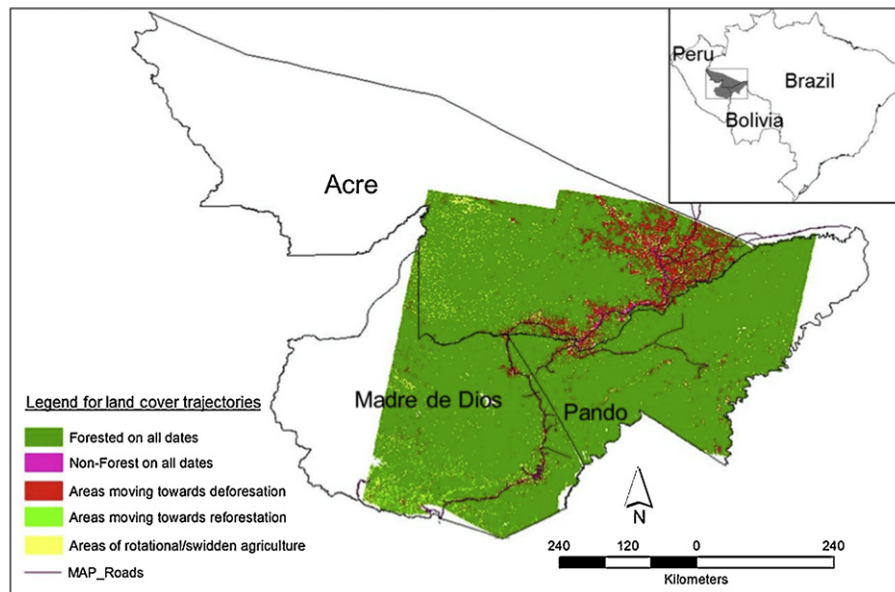 Peru
Brazil
Bolivia
Acre
Madre de Dios
Pando
Legend for land cover trajectories
Forested on all dates
Non-Forest on all dates
Areas moving towards deforesation
Areas moving towards reforestation
Areas of rotational/swidden agriculture
MAP_Roads
N
240 120 0 240
Kilometers